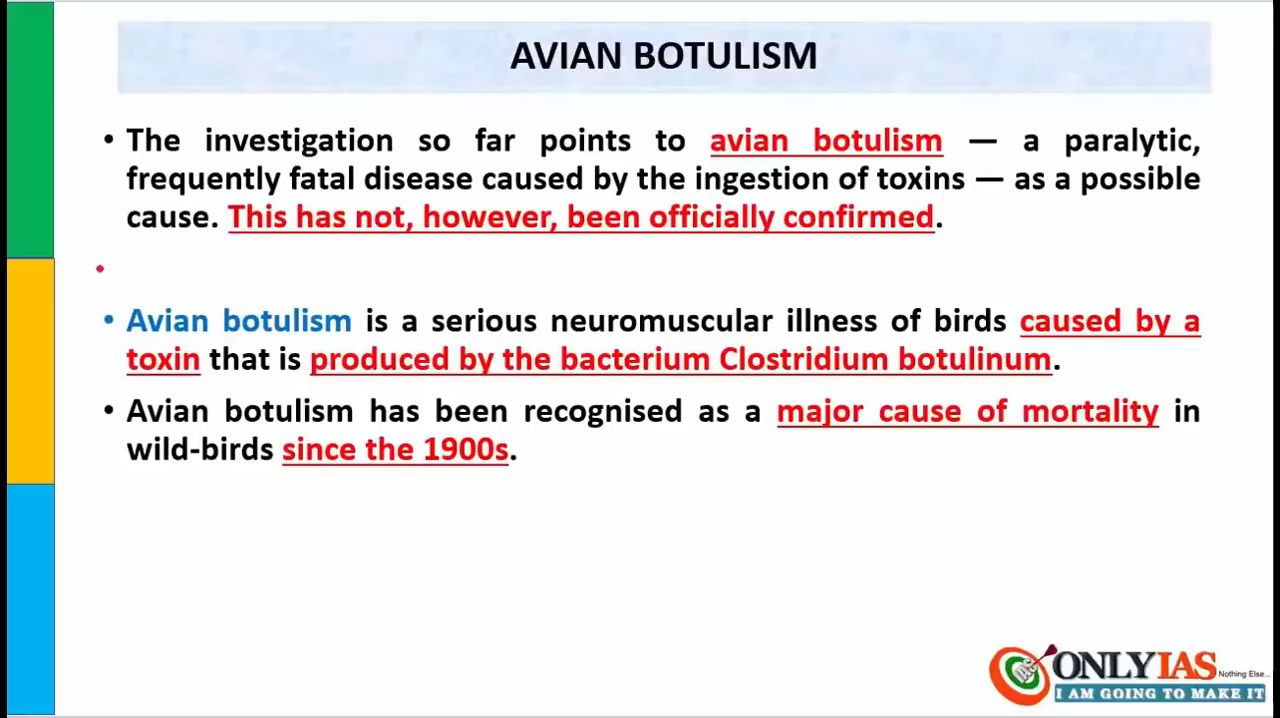 AVIAN BOTULISM
• The investigation so far points to avian botulism — a paralytic,
frequently fatal disease caused by the ingestion of toxins — as a possible
cause. This has not, however, been officially confirmed.
• Avian botulism is a serious neuromuscular illness of birds caused by a
toxin that is produced by the bacterium Clostridium botulinum.
• Avian botulism has been recognised as a major cause of mortality in
wild-birds since the 1900s.
ONLYIAS
Nothing Else...
I AM GOING TO MAKE IT